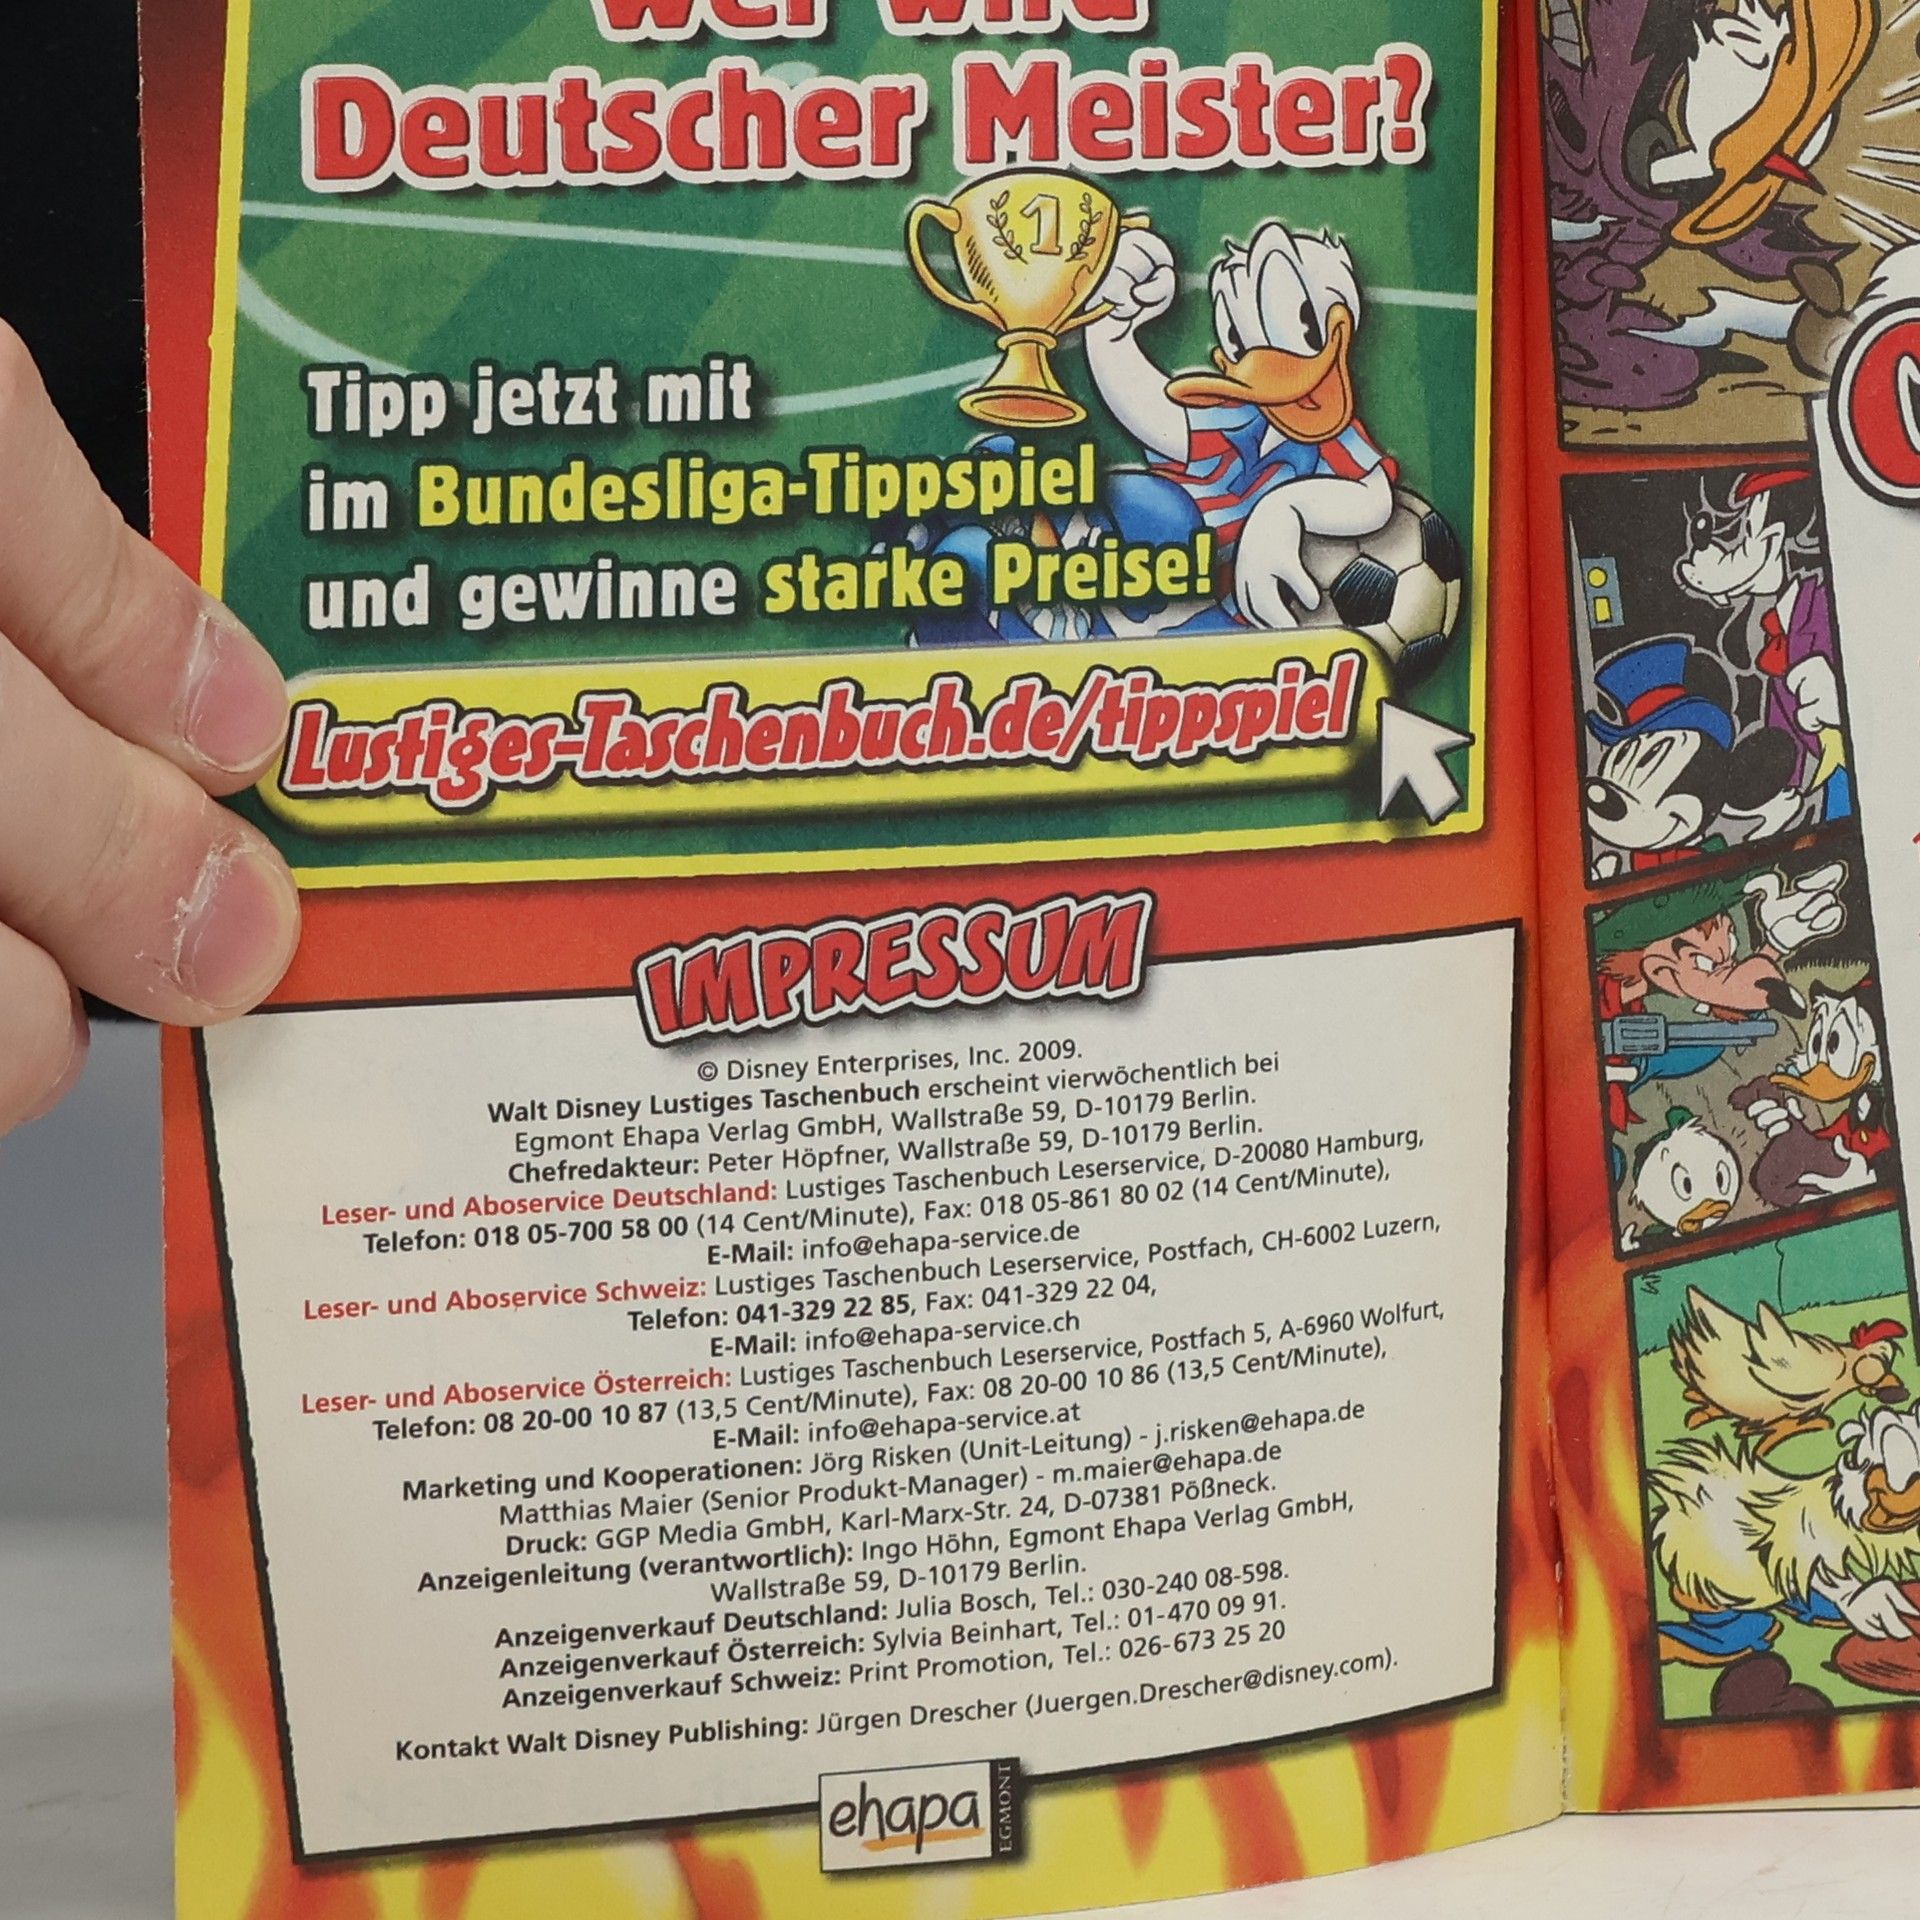 Wer wird
Deutscher Meister?
1
Tipp jetzt mit
im Bundesliga-Tippspiel
und gewinne starke Preise!
Lustiges-Taschenbuch.de/tippspiel
IMPRESSUM
© Disney Enterprises, Inc. 2009.
Walt Disney Lustiges Taschenbuch erscheint vierwöchentlich bei
Egmont Ehapa Verlag GmbH, Wallstraße 59, D-10179 Berlin.
Chefredakteur: Peter Höpfner, Wallstraße 59, D-10179 Berlin.
Leser- und Aboservice Deutschland: Lustiges Taschenbuch Leserservice, D-20080 Hamburg,
Telefon: 018 05-700 58 00 (14 Cent/Minute), Fax: 018 05-861 80 02 (14 Cent/Minute),
E-Mail: info@ehapa-service.de
Leser- und Aboservice Schweiz: Lustiges Taschenbuch Leserservice, Postfach, CH-6002 Luzern,
Telefon: 041-329 22 85, Fax: 041-329 22 04,
E-Mail: info@ehapa-service.ch
Leser- und Aboservice Österreich: Lustiges Taschenbuch Leserservice, Postfach 5, A-6960 Wolfurt,
Telefon: 08 20-00 10 87 (13,5 Cent/Minute), Fax: 08 20-00 10 86 (13,5 Cent/Minute),
E-Mail: info@ehapa-service.at
Marketing und Kooperationen: Jörg Risken (Unit-Leitung) - j.risken@ehapa.de
Matthias Maier (Senior Produkt-Manager) - m.maier@ehapa.de
Druck: GGP Media GmbH, Karl-Marx-Str. 24, D-07381 Pößneck.
Anzeigenleitung (verantwortlich): Ingo Höhn, Egmont Ehapa Verlag GmbH,
Wallstraße 59, D-10179 Berlin.
Anzeigenverkauf Deutschland: Julia Bosch, Tel.: 030-240 08-598.
Anzeigenverkauf Österreich: Sylvia Beinhart, Tel.: 01-470 09 91.
Anzeigenverkauf Schweiz: Print Promotion, Tel.: 026-673 25 20
Kontakt Walt Disney Publishing: Jürgen Drescher (Juergen.Drescher@disney.com).
ehapa
EGMONT